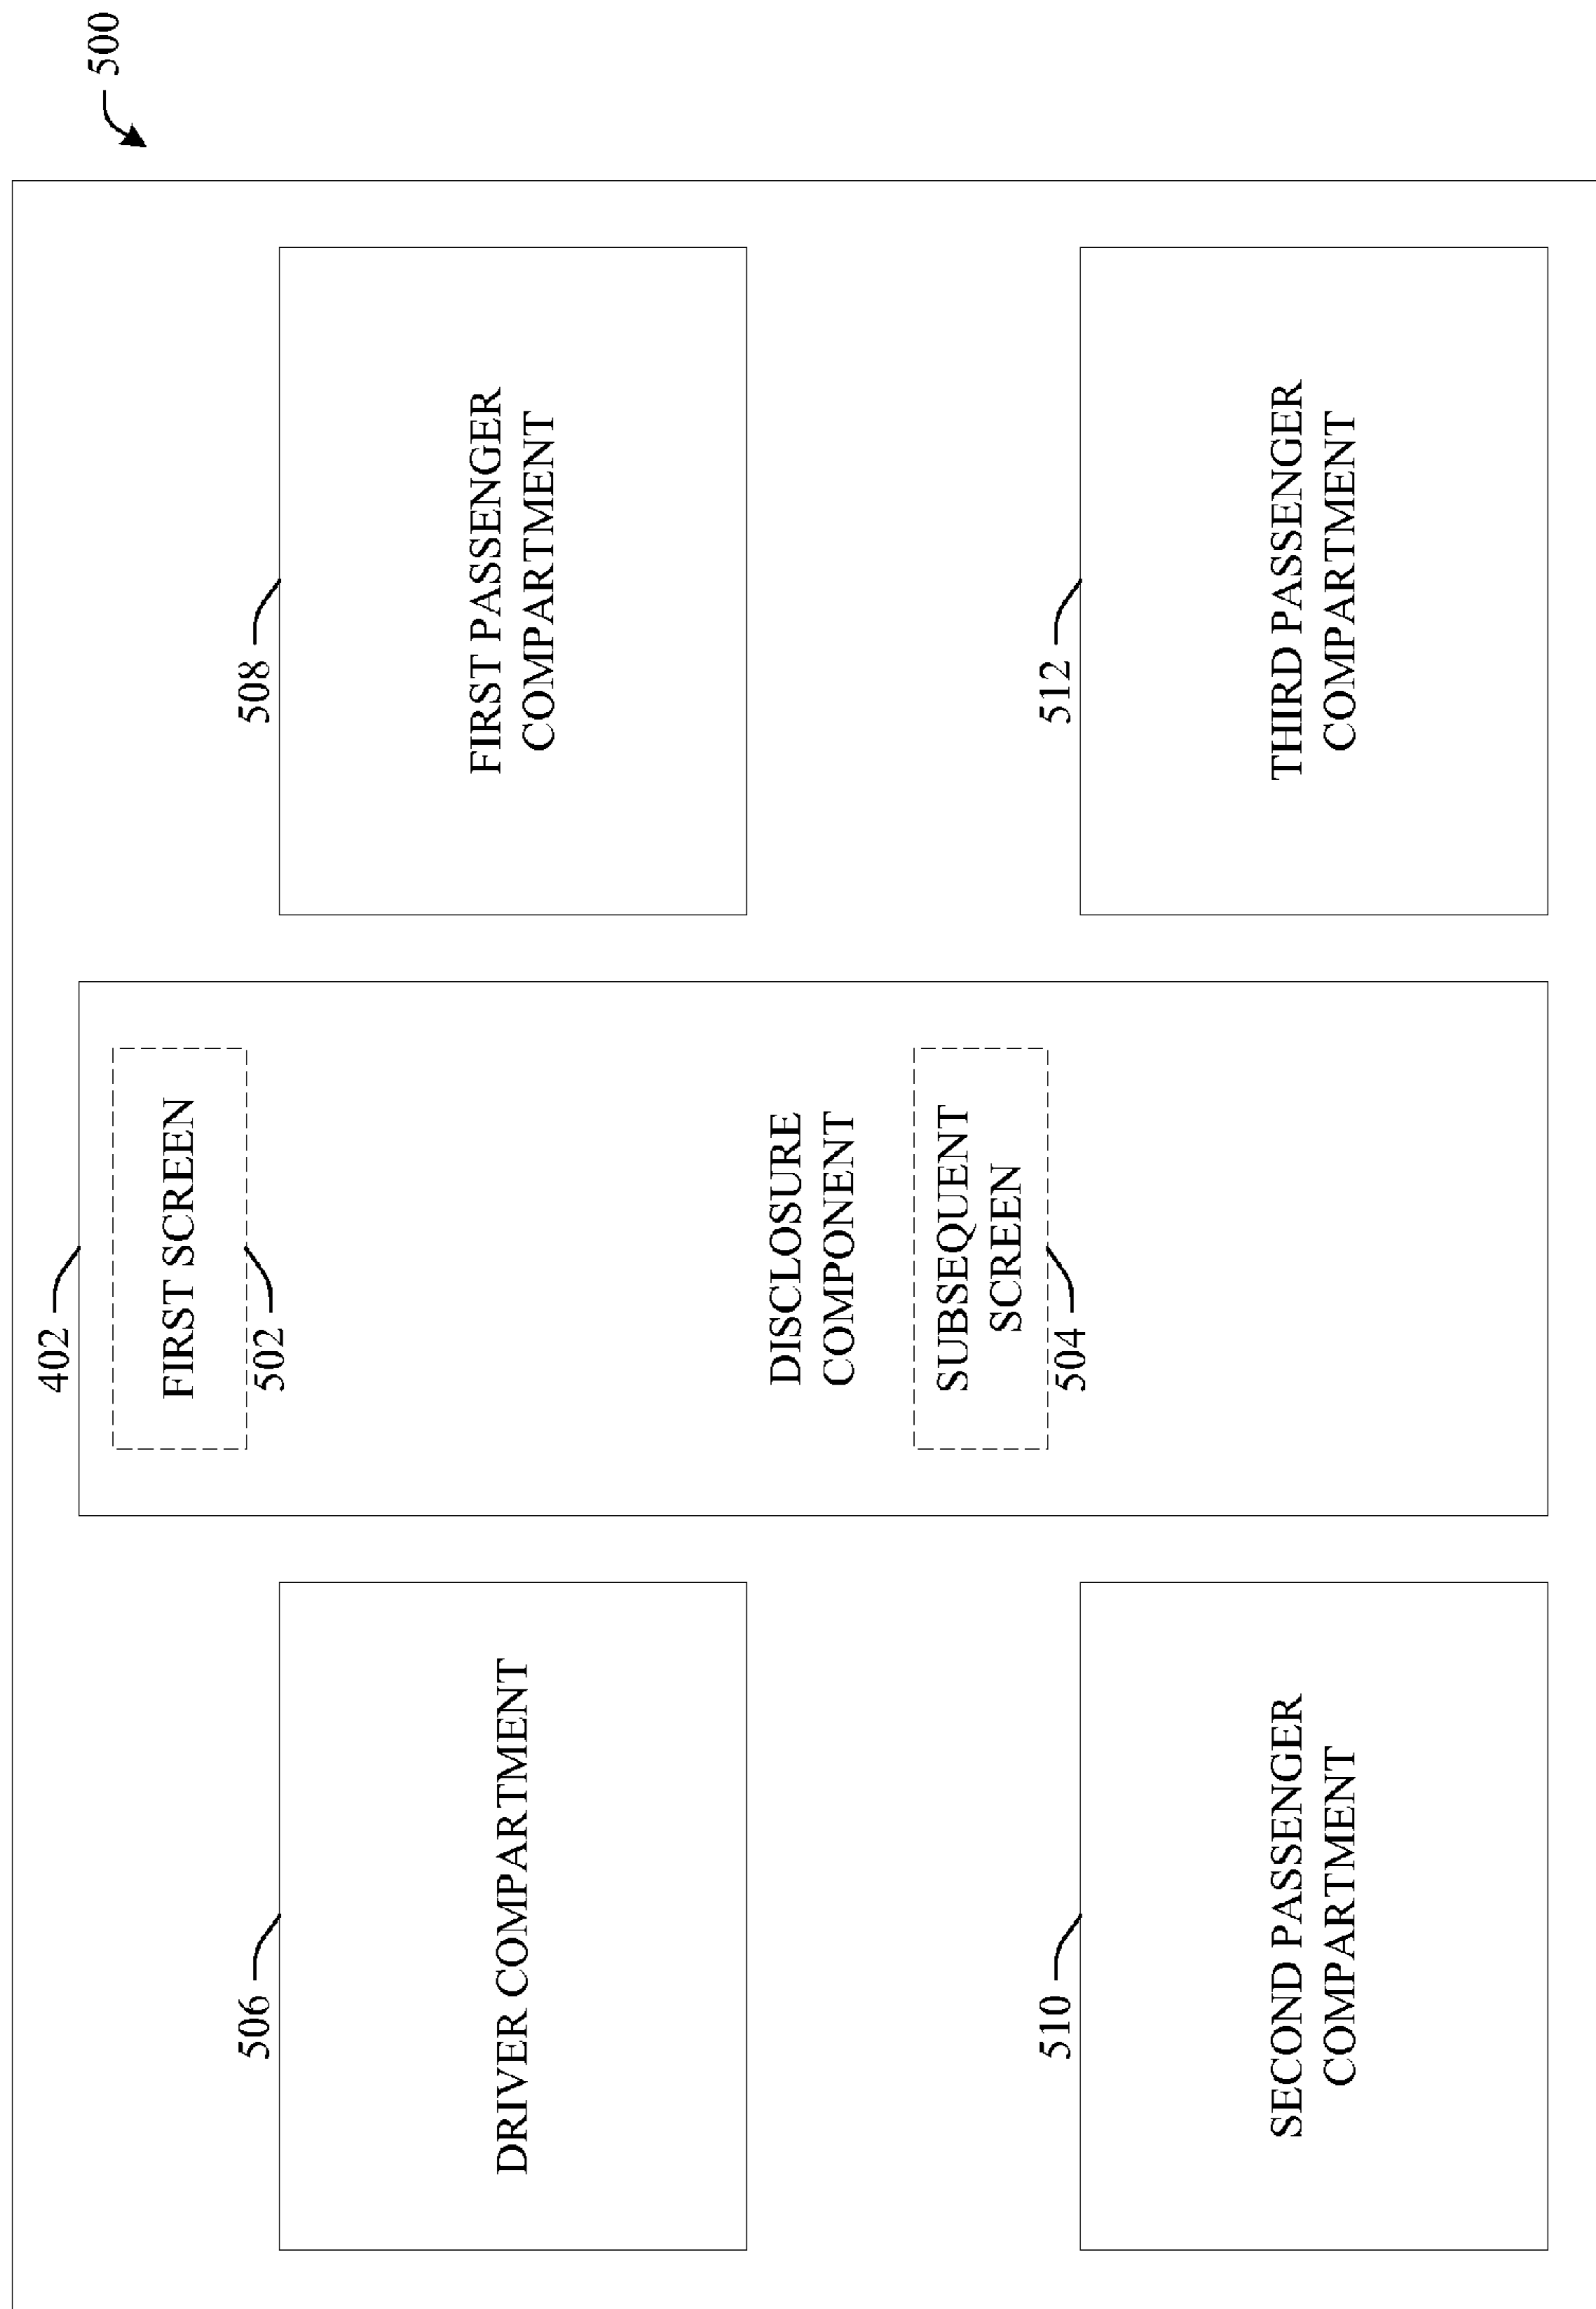 500
402
FIRST SCREEN
502
506
DRIVER COMPARTMENT
508
FIRST PASSENGER
COMPARTMENT
DISCLOSURE
COMPONENT
SUBSEQUENT
SCREEN
504
510
SECOND PASSENGER
COMPARTMENT
512
THIRD PASSENGER
COMPARTMENT